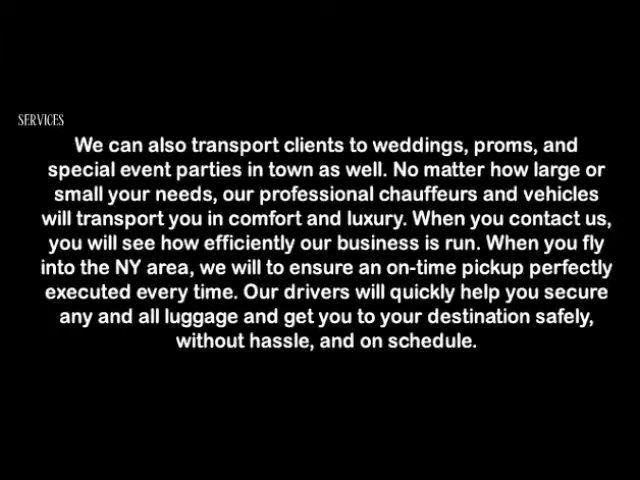 SERVICES
We can also transport clients to weddings, proms, and
special event parties in town as well. No matter how large or
small your needs, our professional chauffeurs and vehicles
will transport you in comfort and luxury. When you contact us,
you will see how efficiently our business is run. When you fly
into the NY area, we will to ensure an on-time pickup perfectly
executed every time. Our drivers will quickly help you secure
any and all luggage and get you to your destination safely,
without hassle, and on schedule.